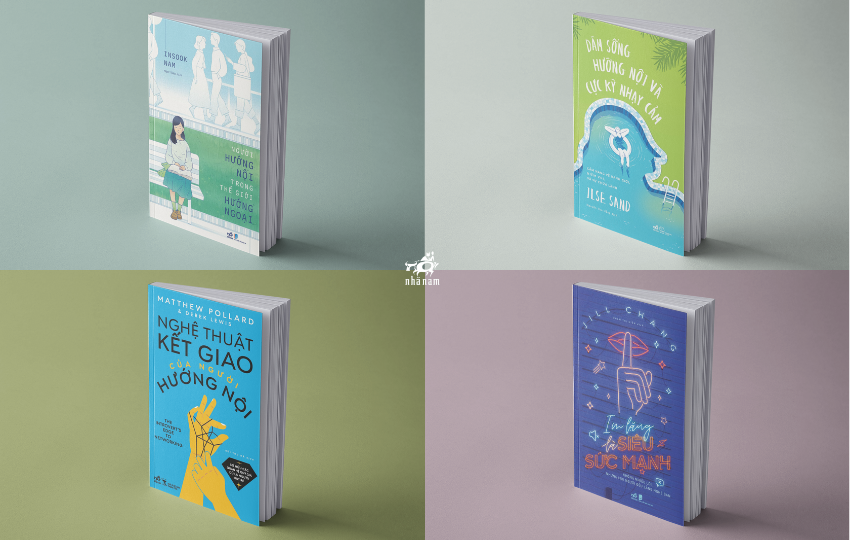 INSOOK
NAM
NGƯỜI
HƯỚNG
NỘI
TRONG
THẾ GIỚI
HƯỚNG
NGOẠI
DÁM SỐNG
HƯỚNG NỘI VÀ
CỰC KỲ NHẠY CẢM
ILSE SAND
nhã nam
MATTHEW POLLARD
& DEREK LEWIS
NGHỆ THUẬT
KẾT GIAO
CỦA NGƯỜI
HƯỚNG NỘI
THE
INTROVERT'S
EDGE TO
NETWORKING
JILL CHANG
Im lặng
là SIÊU
SỨC MẠNH